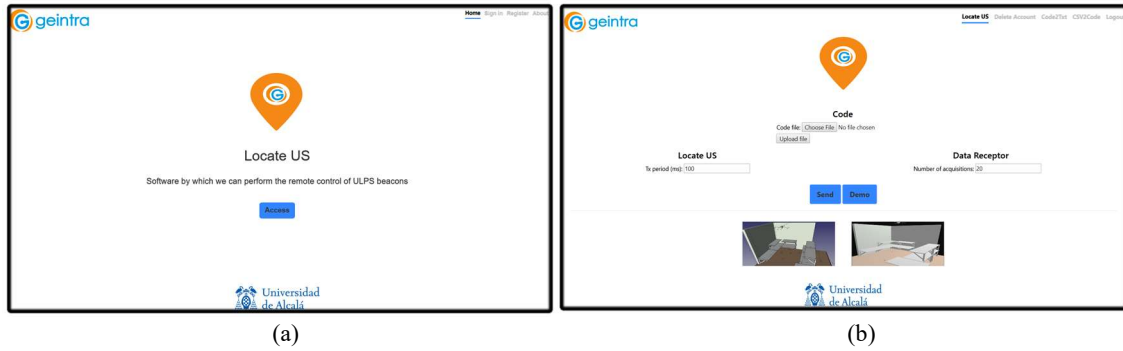 geintra
Home Sign in Register About
Locate US
Software by which we can perform the remote control of ULPS beacons
Access
Universidad
de Alcalá
(a)
geintra
Locate US Delete Account Code2Txt CSV2Code Logout
Code
Code file: Choose File No file chosen
Upload file
Locate US
Tx period (ms): 100
Data Receptor
Number of acquisitions: 20
Send Demo
Universidad
de Alcalá
(b)